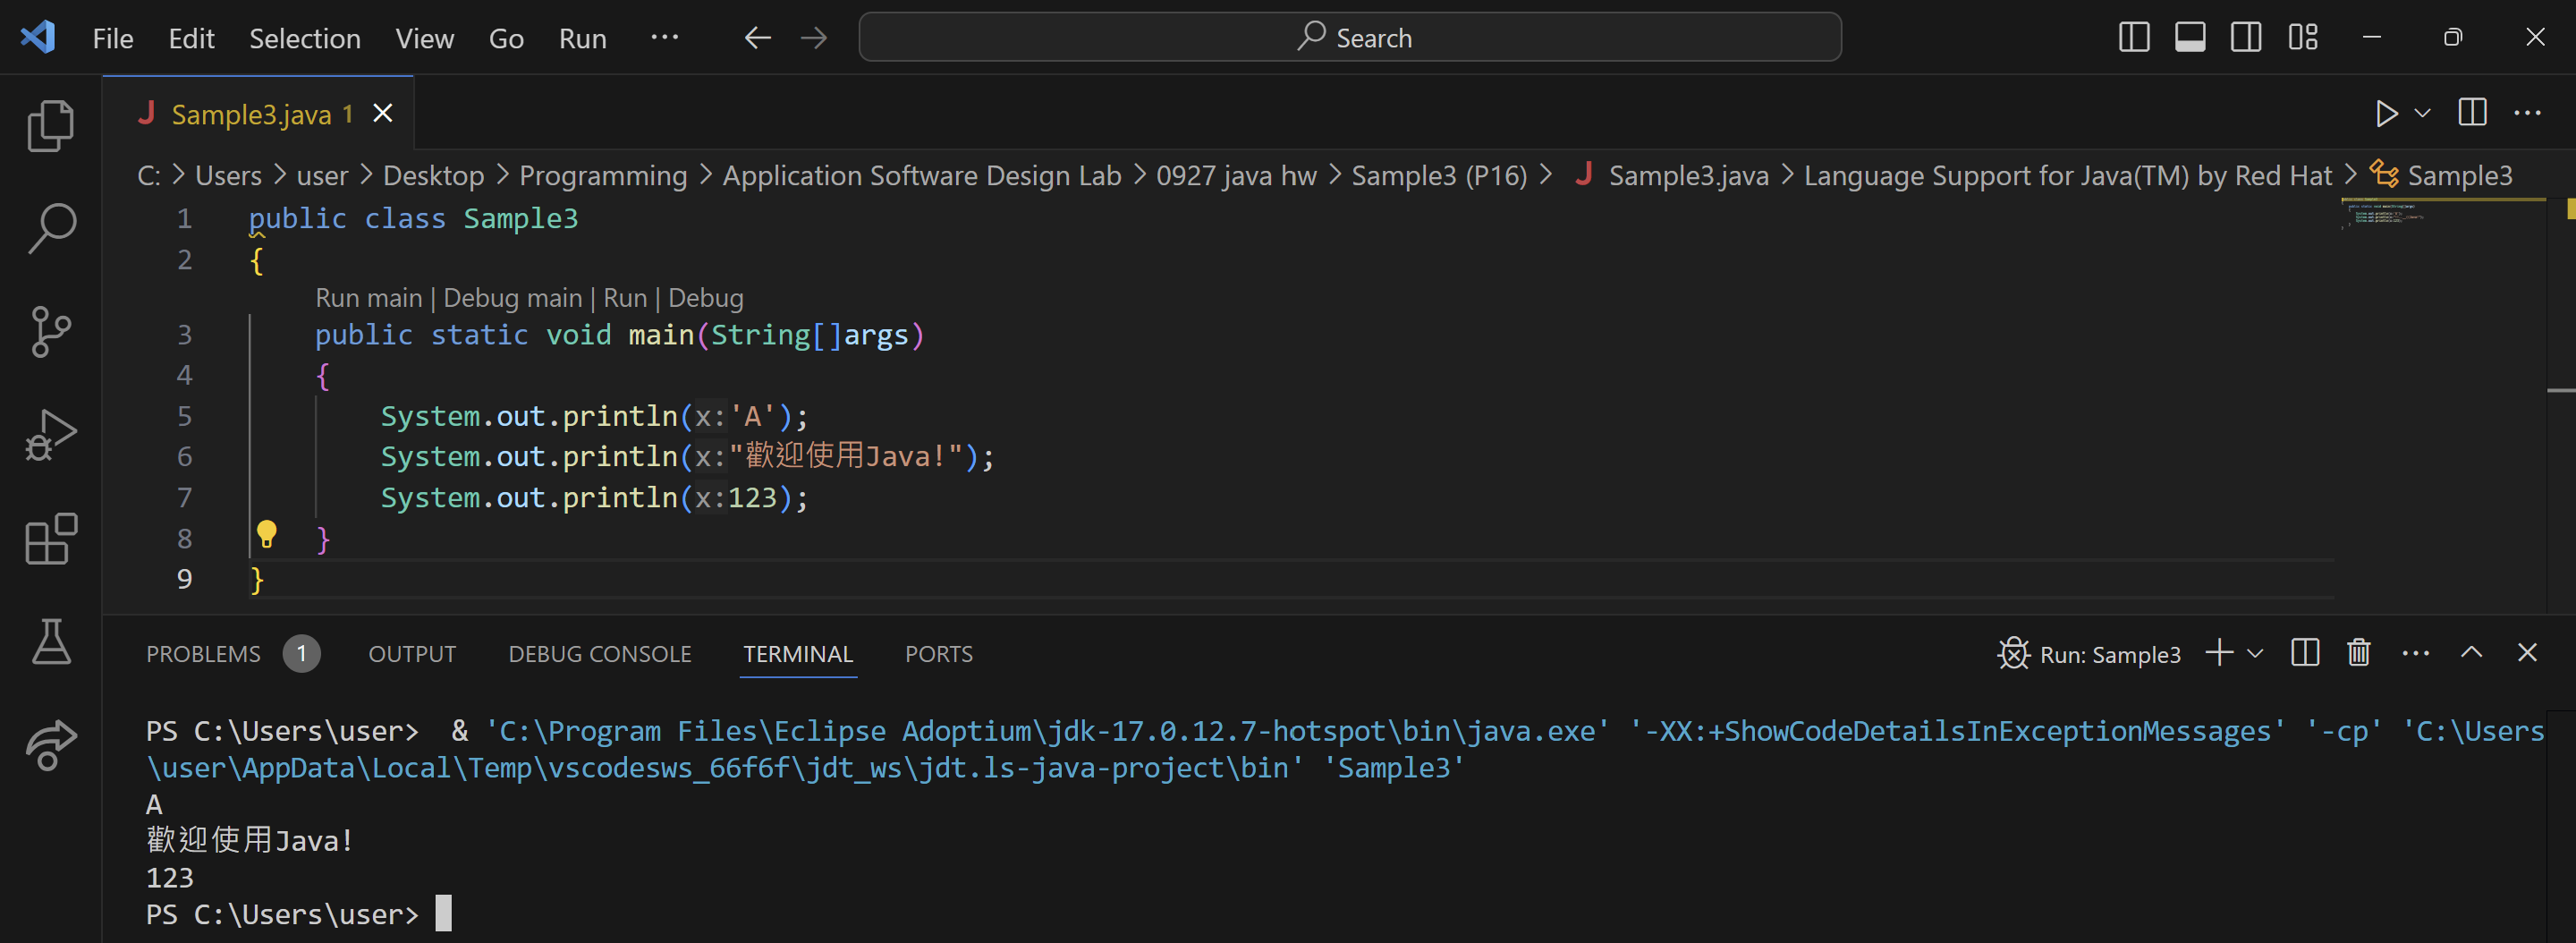 File Edit Selection View Go Run ··· Search
Sample3.java 1
C: > Users > user > Desktop > Programming > Application Software Design Lab > 0927 java hw > Sample3 (P16) > J Sample3.java > Language Support for Java(TM) by Red Hat > Sample3
1 public class Sample3
2 {
Run main | Debug main | Run | Debug
3 public static void main(String[]args)
4 {
5 System.out.println(x:'A');
6 System.out.println(x:"歡迎使用Java!");
7 System.out.println(x:123);
8 }
9 }
PROBLEMS 1 OUTPUT DEBUG CONSOLE TERMINAL PORTS Run: Sample3
PS C:\Users\user>  & 'C:\Program Files\Eclipse Adoptium\jdk-17.0.12.7-hotspot\bin\java.exe' '-XX:+ShowCodeDetailsInExceptionMessages' '-cp' 'C:\Users
\user\AppData\Local\Temp\vscodesws_66f6f\jdt_ws\jdt.ls-java-project\bin' 'Sample3'
A
歡迎使用Java!
123
PS C:\Users\user>